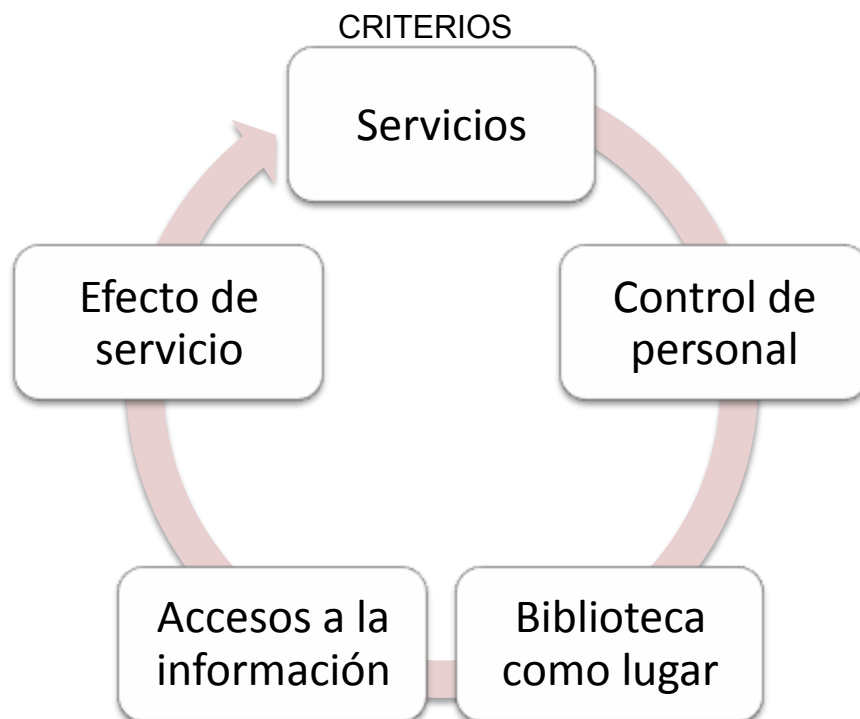 CRITERIOS
Servicios
Control de
personal
Biblioteca
como lugar
Accesos a la
información
Efecto de
servicio